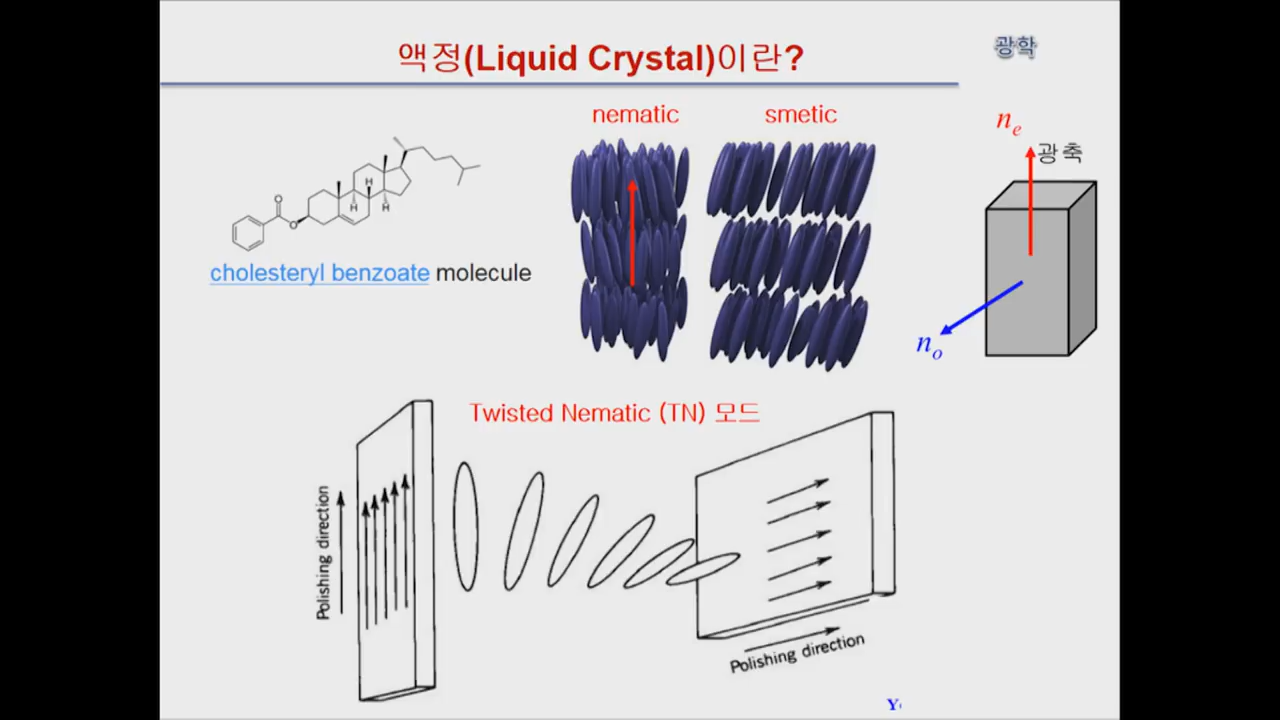 액정(Liquid Crystal)이란?
광학
nematic
smetic
n_e
광축
O
O
H
H
H
cholesteryl benzoate molecule
n_o
Twisted Nematic (TN) 모드
Polishing direction
Polishing direction